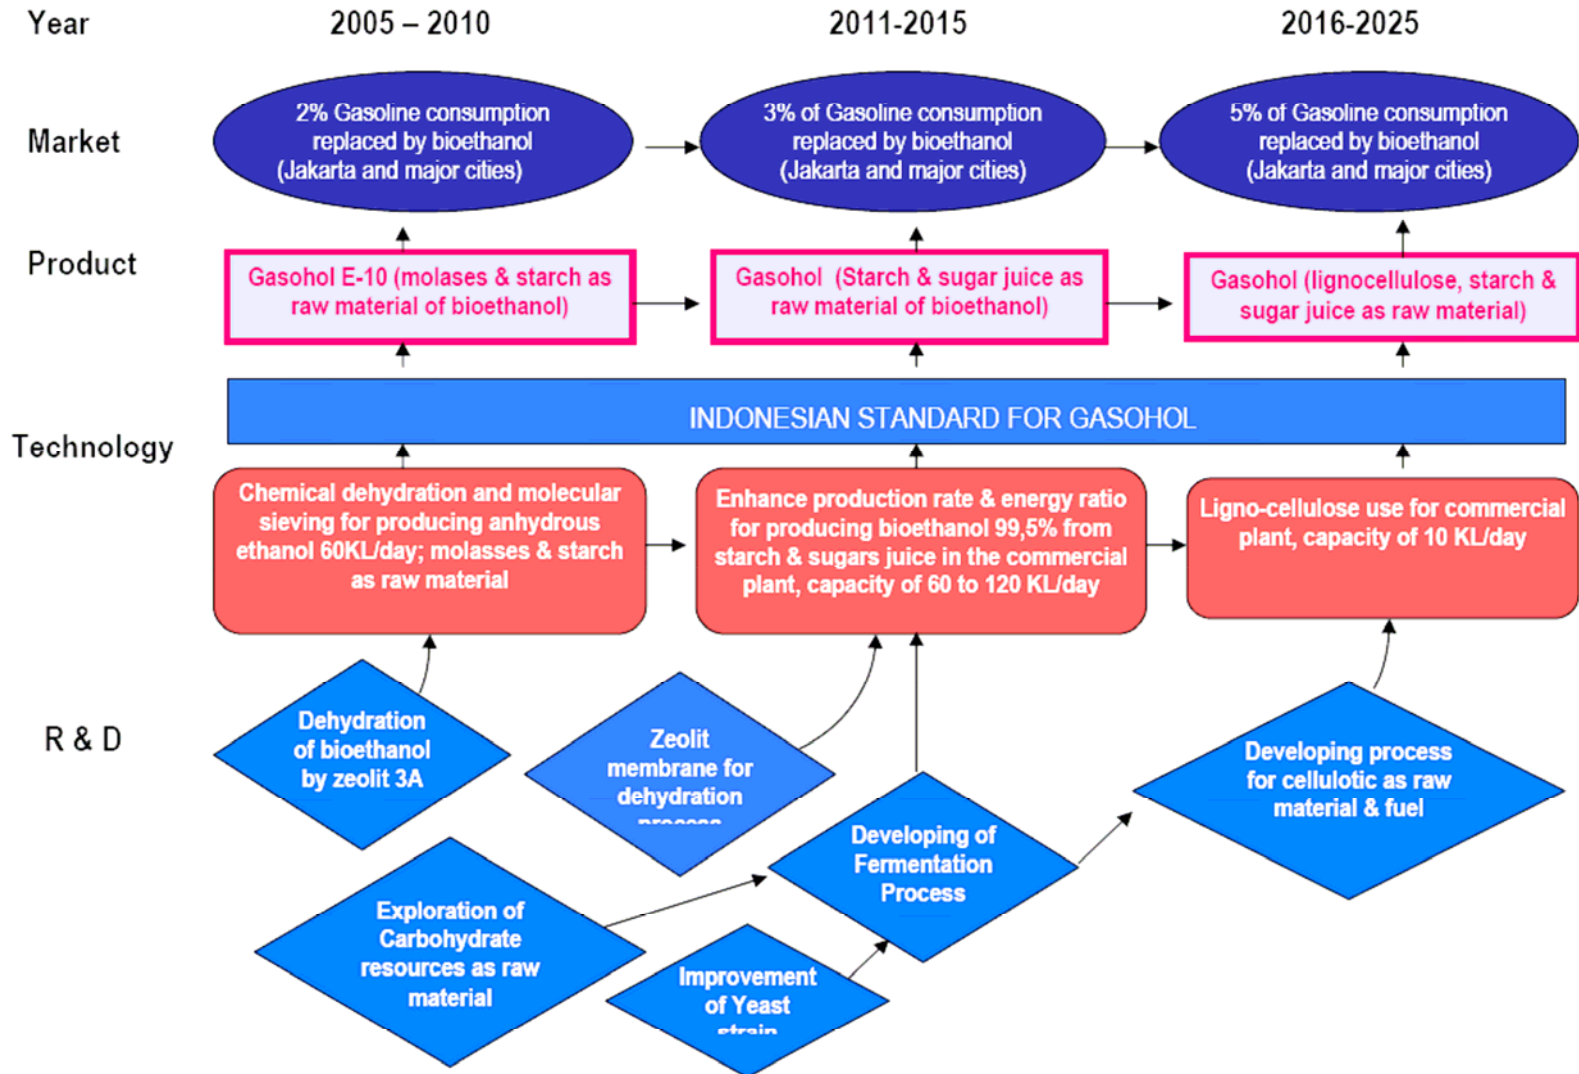 Year
2005 – 2010
2011-2015
2016-2025
Market
2% Gasoline consumption
replaced by bioethanol
(Jakarta and major cities)
3% of Gasoline consumption
replaced by bioethanol
(Jakarta and major cities)
5% of Gasoline consumption
replaced by bioethanol
(Jakarta and major cities)
Product
Gasohol E-10 (molases & starch as
raw material of bioethanol)
Gasohol (Starch & sugar juice as
raw material of bioethanol)
Gasohol (lignocellulose, starch &
sugar juice as raw material)
Technology
INDONESIAN STANDARD FOR GASOHOL
Chemical dehydration and molecular
sieving for producing anhydrous
ethanol 60KL/day; molasses & starch
as raw material
Enhance production rate & energy ratio
for producing bioethanol 99,5% from
starch & sugars juice in the commercial
plant, capacity of 60 to 120 KL/day
Ligno-cellulose use for commercial
plant, capacity of 10 KL/day
R & D
Dehydration
of bioethanol
by zeolit 3A
Zeolit
membrane for
dehydration
process
Developing process
for cellulotic as raw
material & fuel
Developing of
Fermentation
Process
Exploration of
Carbohydrate
resources as raw
material
Improvement
of Yeast
strain